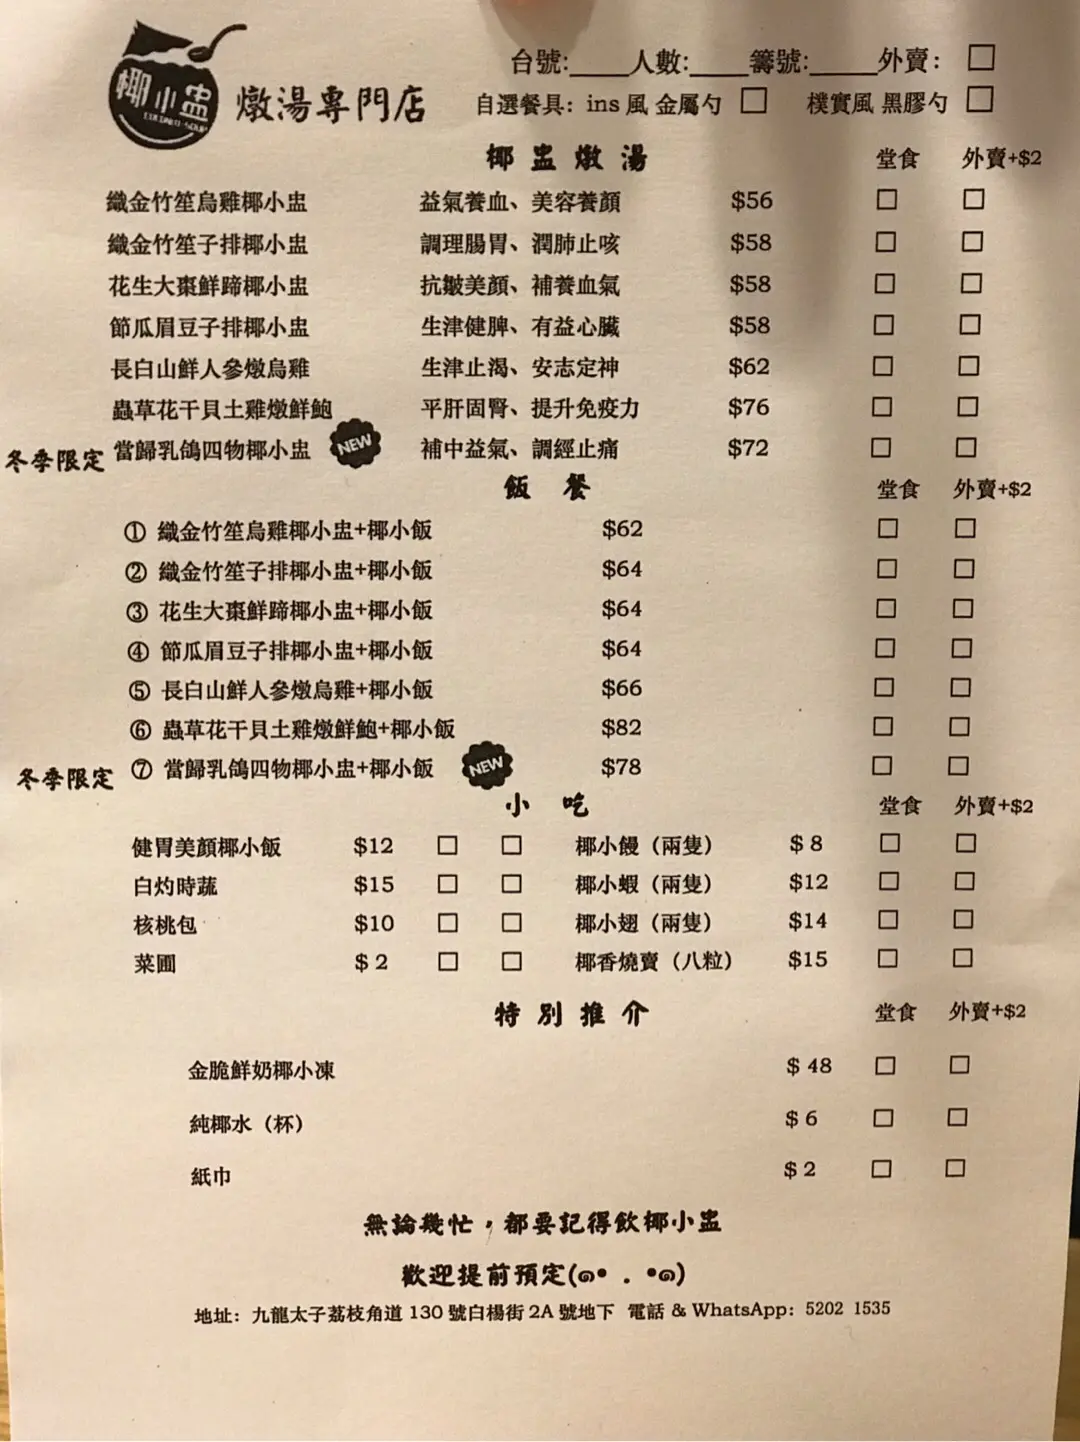 椰小盅
COCONUT SOUP
燉湯專門店
台號:____人數:____籌號:____外賣: □
自選餐具: ins 風 金屬勺 □ 樸實風 黑膠勺 □
椰盅燉湯 堂食 外賣+$2
織金竹笙烏雞椰小盅 益氣養血、美容養顏 $56 □ □
織金竹笙子排椰小盅 調理腸胃、潤肺止咳 $58 □ □
花生大棗鮮蹄椰小盅 抗皺美顏、補養血氣 $58 □ □
節瓜眉豆子排椰小盅 生津健脾、有益心臟 $58 □ □
長白山鮮人參燉烏雞 生津止渴、安志定神 $62 □ □
蟲草花干貝土雞燉鮮鮑 平肝固腎、提升免疫力 $76 □ □
冬季限定 當歸乳鴿四物椰小盅 NEW 補中益氣、調經止痛 $72 □ □
飯餐 堂食 外賣+$2
① 織金竹笙烏雞椰小盅+椰小飯 $62 □ □
② 織金竹笙子排椰小盅+椰小飯 $64 □ □
③ 花生大棗鮮蹄椰小盅+椰小飯 $64 □ □
④ 節瓜眉豆子排椰小盅+椰小飯 $64 □ □
⑤ 長白山鮮人參燉烏雞+椰小飯 $66 □ □
⑥ 蟲草花干貝土雞燉鮮鮑+椰小飯 $82 □ □
冬季限定 ⑦ 當歸乳鴿四物椰小盅+椰小飯 NEW $78 □ □
小吃 堂食 外賣+$2
健胃美顏椰小飯 $12 □ □ 椰小饅（兩隻） $8 □ □
白灼時蔬 $15 □ □ 椰小蝦（兩隻） $12 □ □
核桃包 $10 □ □ 椰小翅（兩隻） $14 □ □
菜圃 $2 □ □ 椰香燒賣（八粒） $15 □ □
特別推介 堂食 外賣+$2
金脆鮮奶椰小凍 $48 □ □
純椰水（杯） $6 □ □
紙巾 $2 □ □
無論幾忙，都要記得飲椰小盅
歡迎提前預定(๑• . •๑)
地址: 九龍太子荔枝角道 130 號白楊街 2A 號地下 電話 & WhatsApp: 5202 1535